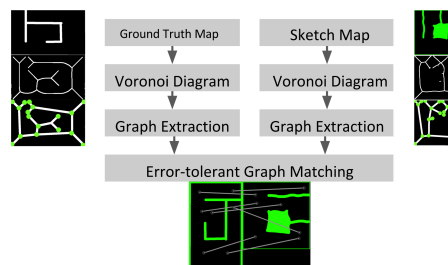 Ground Truth Map
Sketch Map
Voronoi Diagram
Voronoi Diagram
Graph Extraction
Graph Extraction
Error-tolerant Graph Matching